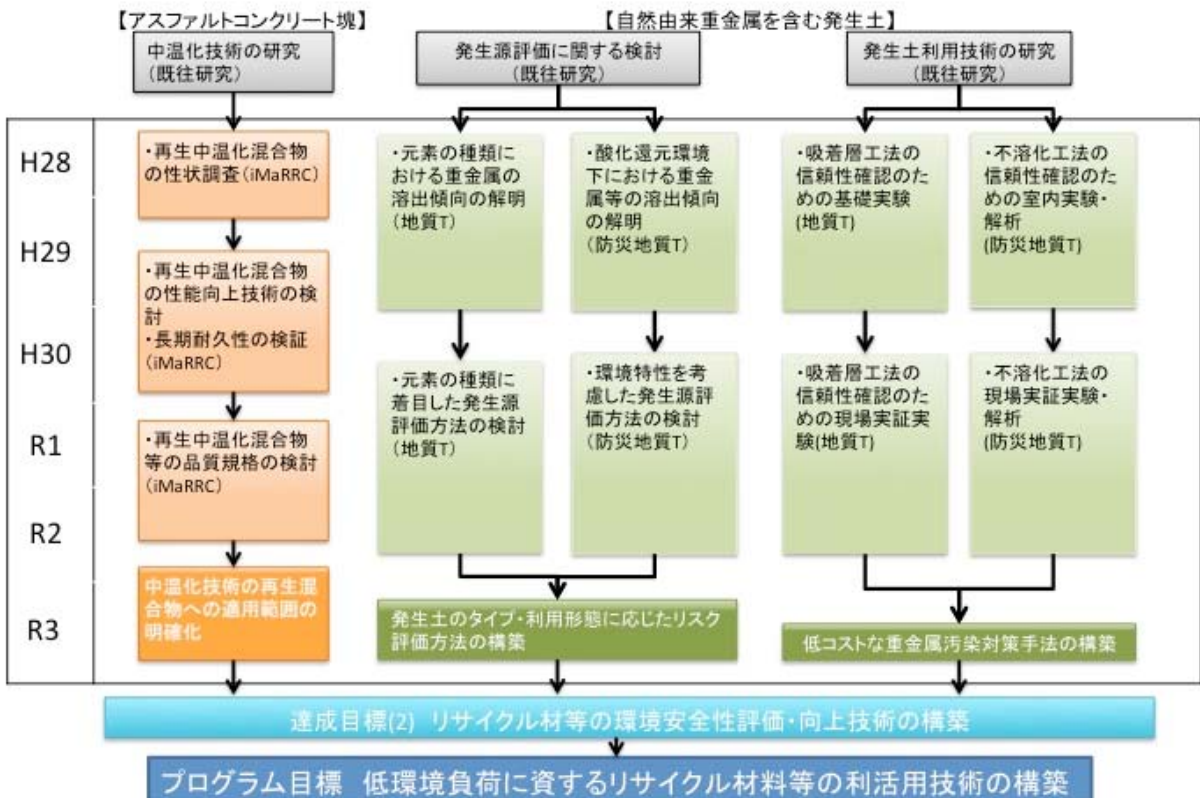 【アスファルトコンクリート塊】
【自然由来重金属を含む発生土】
中温化技術の研究
(既往研究)
発生源評価に関する検討
(既往研究)
発生土利用技術の研究
(既往研究)
H28
H29
H30
R1
R2
R3
・再生中温化混合物
の性状調査(iMaRRC)
・再生中温化混合物
の性能向上技術の検
討
・長期耐久性の検証
(iMaRRC)
・再生中温化混合物
等の品質規格の検討
(iMaRRC)
中温化技術の再生混
合物への適用範囲の
明確化
・元素の種類に
おける重金属の
溶出傾向の解明
(地質T)
・酸化還元環境
下における重金
属等の溶出傾向
の解明
(防災地質T)
・元素の種類に
着目した発生源
評価方法の検討
(地質T)
・環境特性を考
慮した発生源評
価方法の検討
(防災地質T)
発生土のタイプ・利用形態に応じたリスク
評価方法の構築
・吸着層工法の
信頼性確認のた
めの基礎実験
(地質T)
・不溶化工法の
信頼性確認のた
めの室内実験・
解析
(防災地質T)
・吸着層工法の
信頼性確認のた
めの現場実証実
験(地質T)
・不溶化工法の
現場実証実験・
解析
(防災地質T)
低コストな重金属汚染対策手法の構築
達成目標(2) リサイクル材等の環境安全性評価・向上技術の構築
プログラム目標 低環境負荷に資するリサイクル材料等の利活用技術の構築